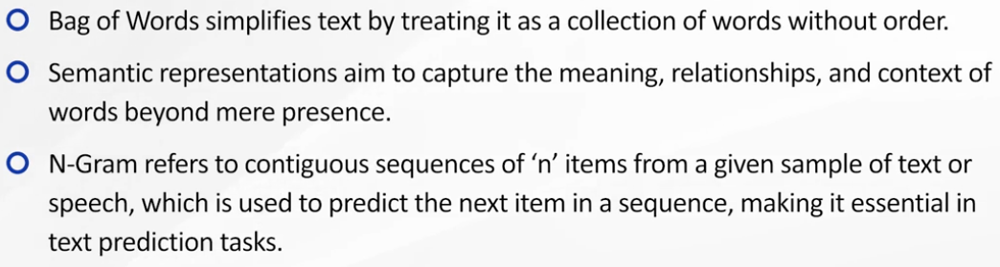 Bag of Words simplifies text by treating it as a collection of words without order.
Semantic representations aim to capture the meaning, relationships, and context of
words beyond mere presence.
N-Gram refers to contiguous sequences of ‘n’ items from a given sample of text or
speech, which is used to predict the next item in a sequence, making it essential in
text prediction tasks.